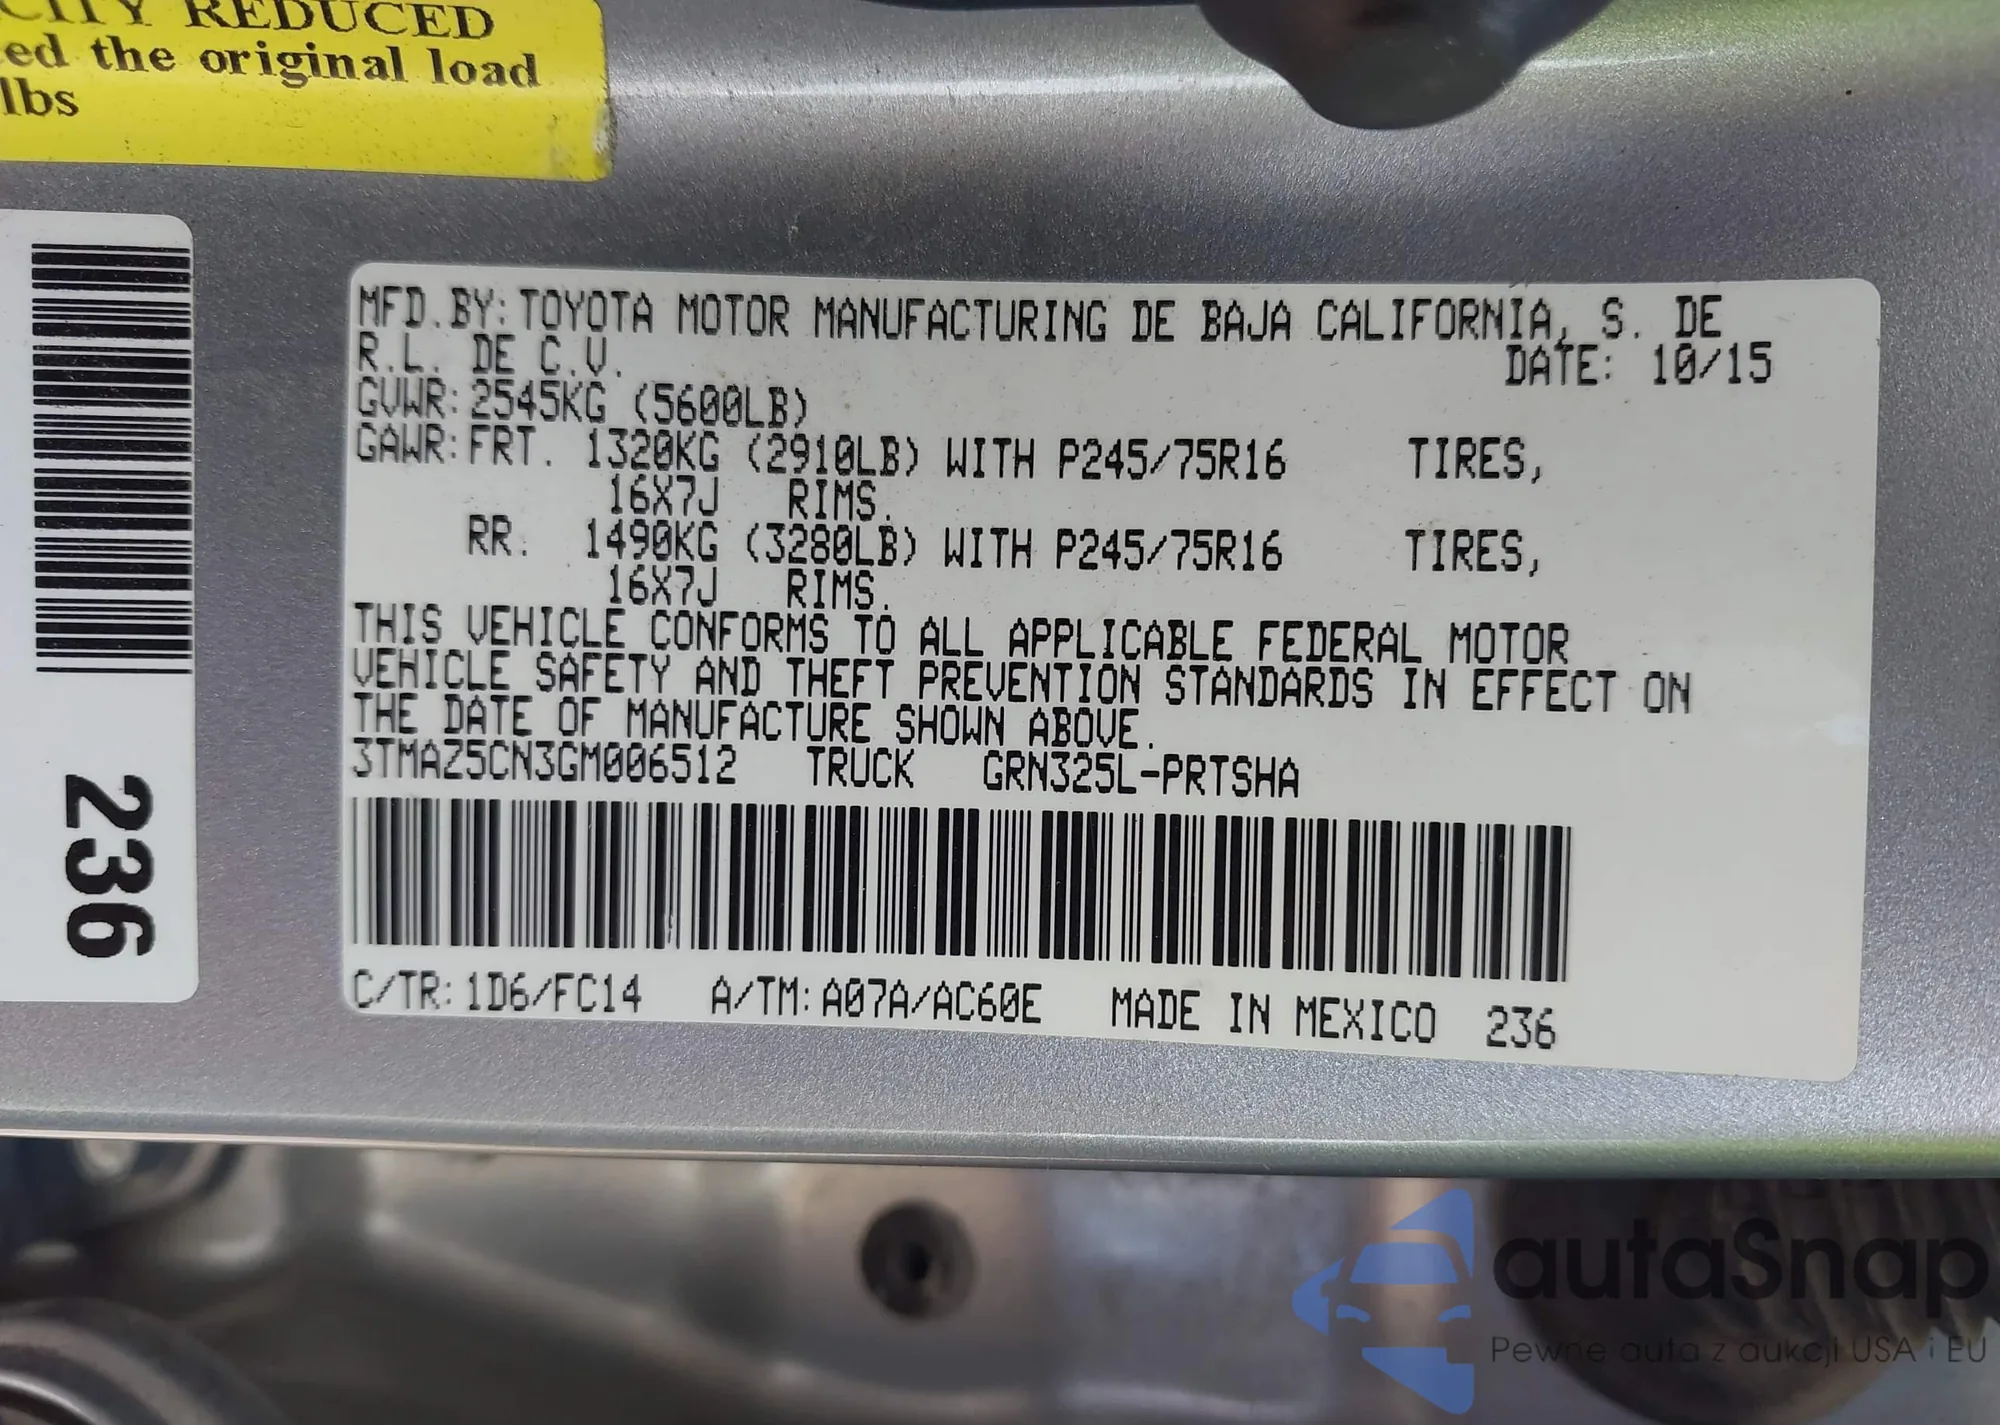 CITY REDUCED
ed the original load
lbs
236
MFD.BY: TOYOTA MOTOR MANUFACTURING DE BAJA CALIFORNIA, S. DE
R.L. DE C.V.
DATE: 10/15
GVWR: 2545KG (5600LB)
GAWR: FRT. 1320KG (2910LB) WITH P245/75R16 TIRES,
16X7J RIMS.
RR. 1490KG (3280LB) WITH P245/75R16 TIRES,
16X7J RIMS.
THIS VEHICLE CONFORMS TO ALL APPLICABLE FEDERAL MOTOR
VEHICLE SAFETY AND THEFT PREVENTION STANDARDS IN EFFECT ON
THE DATE OF MANUFACTURE SHOWN ABOVE.
3TMAZ5CN3GM006512 TRUCK GRN325L-PRTSHA
C/TR: 1D6/FC14 A/TM: A07A/AC60E MADE IN MEXICO 236
autaSnap
Pewne auta z aukcji USA i EU